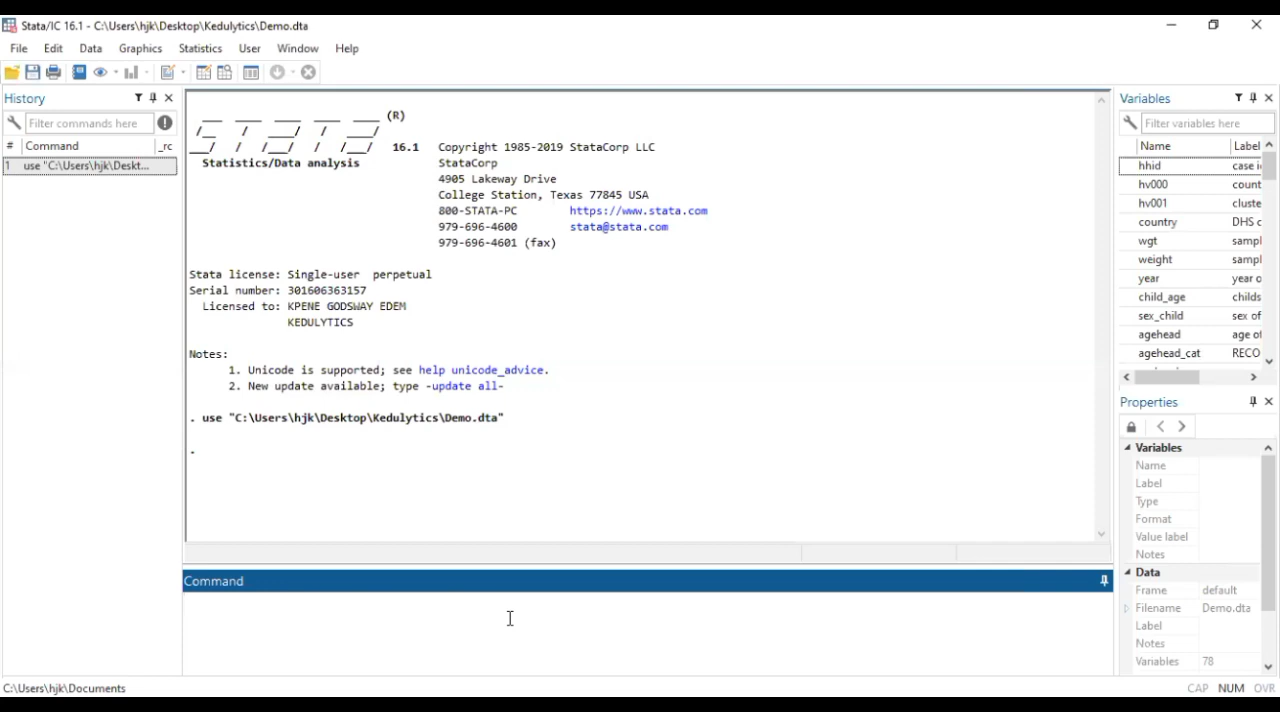 Stata/IC 16.1 - C:\Users\hjk\Desktop\Kedulytics\Demo.dta
File Edit Data Graphics Statistics User Window Help
History
Filter commands here
# Command _rc
1 use "C:\Users\hjk\Deskt...
STATA (R)
16.1 Copyright 1985-2019 StataCorp LLC
Statistics/Data analysis StataCorp
4905 Lakeway Drive
College Station, Texas 77845 USA
800-STATA-PC https://www.stata.com
979-696-4600 stata@stata.com
979-696-4601 (fax)
Stata license: Single-user perpetual
Serial number: 301606363157
Licensed to: KPENE GODSWAY EDEM
KEDULYTICS
Notes:
1. Unicode is supported; see help unicode_advice.
2. New update available; type -update all-
. use "C:\Users\hjk\Desktop\Kedulytics\Demo.dta"
.
Command
Variables
Filter variables here
Name Label
hhid case i
hv000 count
hv001 cluste
country DHS c
wgt sampl
weight sampl
year year o
child_age childs
sex_child sex of
agehead age of
agehead_cat RECO
Properties
Variables
Name
Label
Type
Format
Value label
Notes
Data
Frame default
Filename Demo.dta
Label
Notes
Variables 78
C:\Users\hjk\Documents
CAP NUM OVR